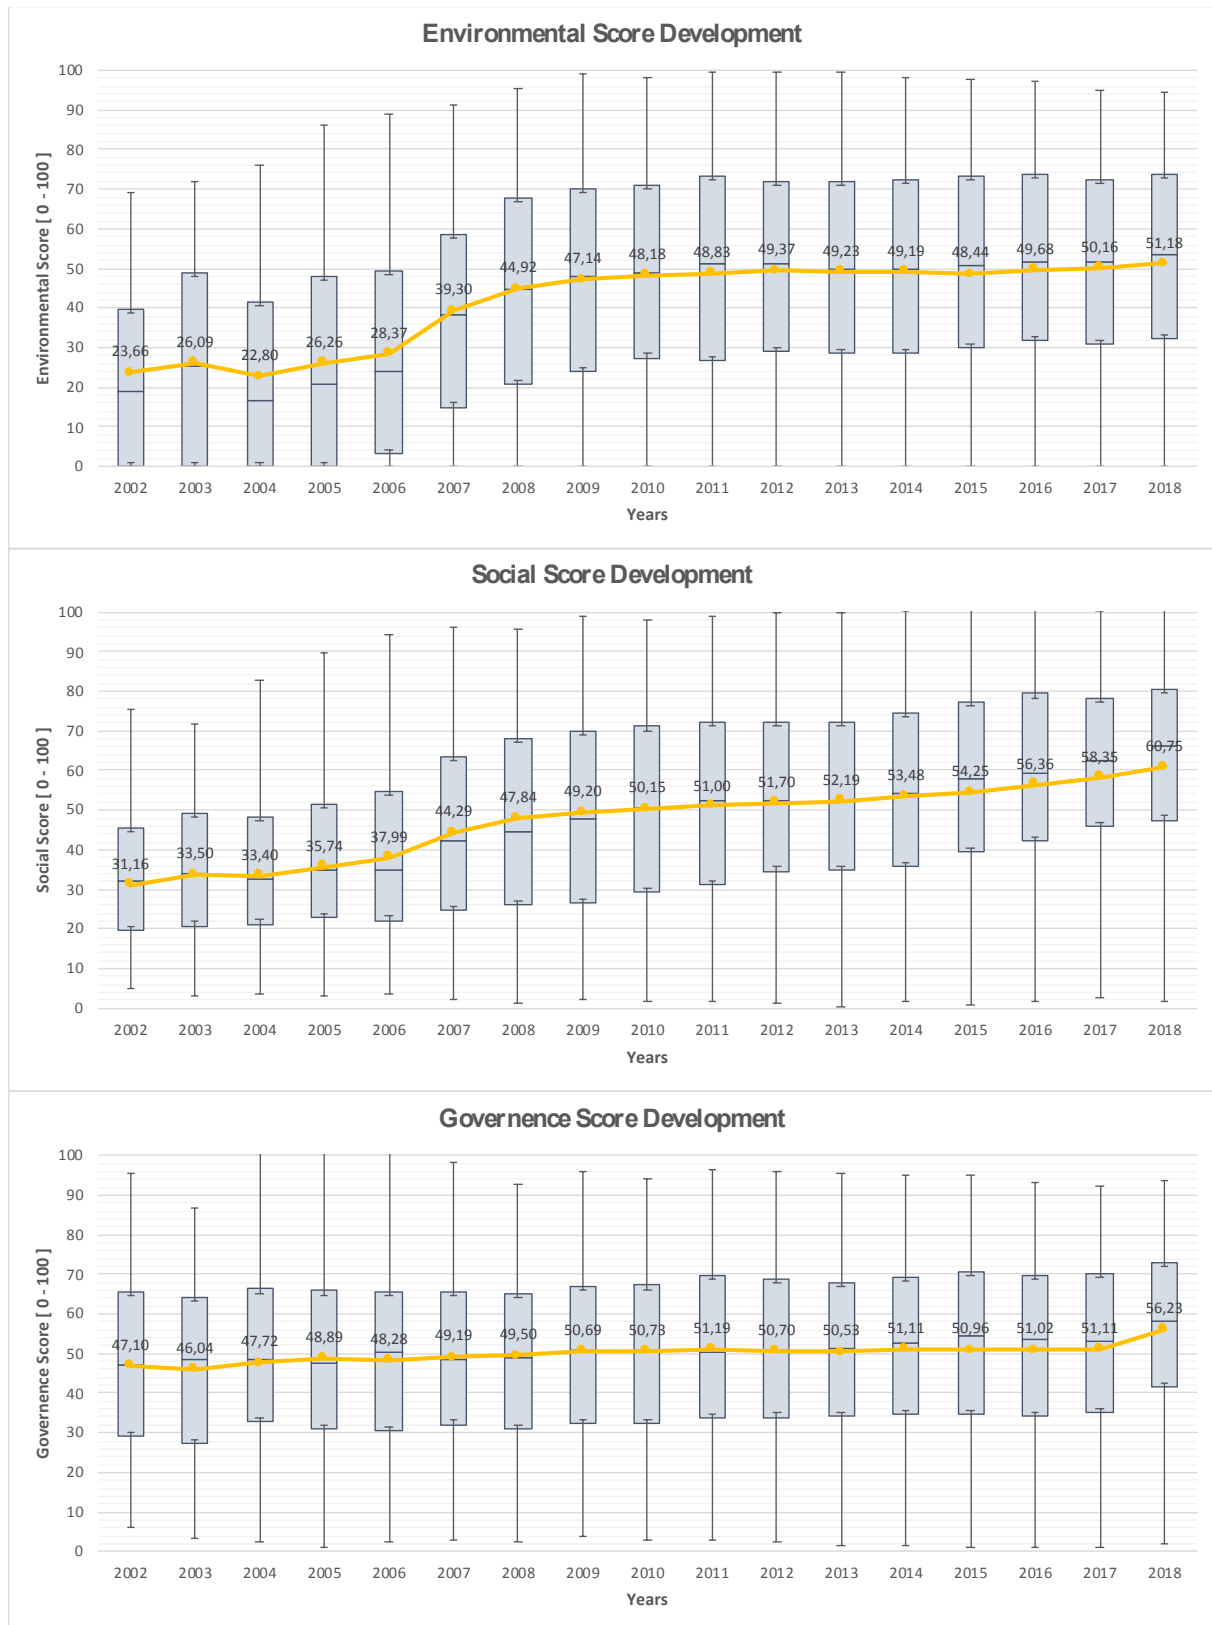 Environmental Score Development
Environmental Score [ 0 - 100 ]
100
90
80
70
60
50
40
30
20
10
0
23,66 26,09 22,80 26,26 28,37 39,30 44,92 47,14 48,18 48,83 49,37 49,23 49,19 48,44 49,68 50,16 51,18
2002 2003 2004 2005 2006 2007 2008 2009 2010 2011 2012 2013 2014 2015 2016 2017 2018
Years
Social Score Development
Social Score [ 0 - 100 ]
100
90
80
70
60
50
40
30
20
10
0
31,16 33,50 33,40 35,74 37,99 44,29 47,84 49,20 50,15 51,00 51,70 52,19 53,48 54,25 56,36 58,35 60,75
2002 2003 2004 2005 2006 2007 2008 2009 2010 2011 2012 2013 2014 2015 2016 2017 2018
Years
Governence Score Development
Governence Score [ 0 - 100 ]
100
90
80
70
60
50
40
30
20
10
0
47,10 46,04 47,72 48,89 48,28 49,19 49,50 50,69 50,73 51,19 50,70 50,53 51,11 50,96 51,02 51,11 56,23
2002 2003 2004 2005 2006 2007 2008 2009 2010 2011 2012 2013 2014 2015 2016 2017 2018
Years